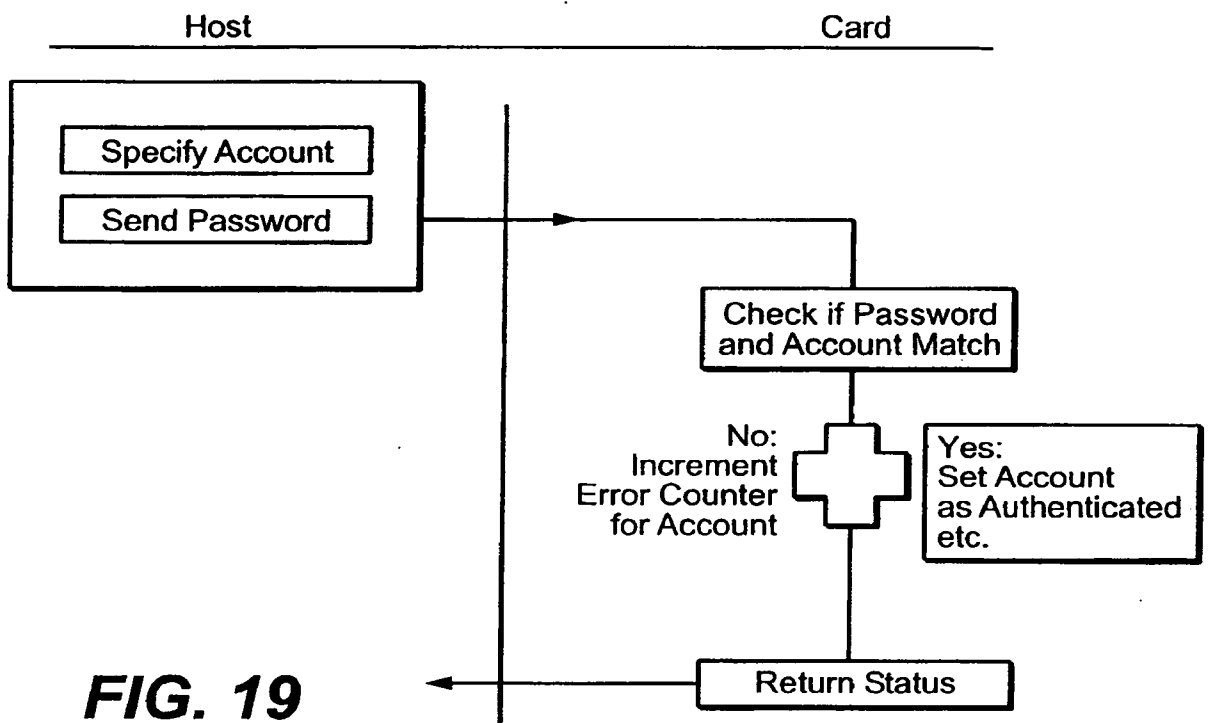 Host
Card
Specify Account
Send Password
Check if Password
and Account Match
No:
Increment
Error Counter
for Account
Yes:
Set Account
as Authenticated
etc.
Return Status
FIG. 19